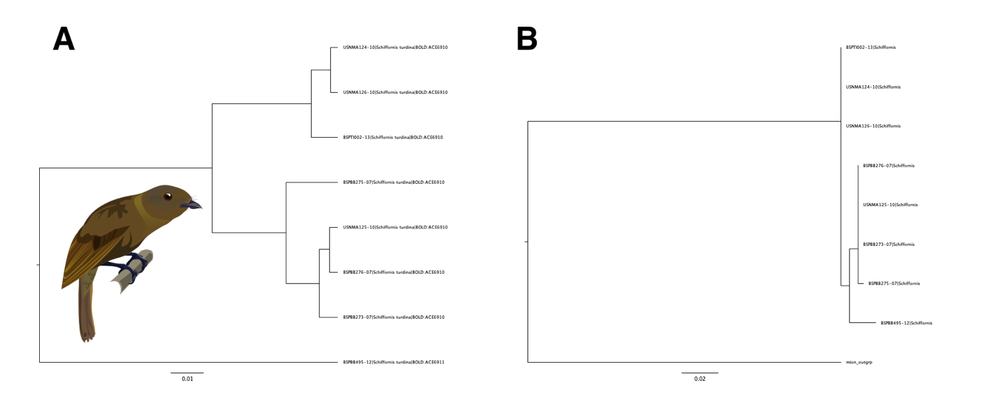 A
USNMA124-10|Schiffornis turdina|BOLD:ACE6910
USNMA126-10|Schiffornis turdina|BOLD:ACE6910
BSPTI002-13|Schiffornis turdina|BOLD:ACE6910
BSPBB275-07|Schiffornis turdina|BOLD:ACE6910
USNMA125-10|Schiffornis turdina|BOLD:ACE6910
BSPBB276-07|Schiffornis turdina|BOLD:ACE6910
BSPBB273-07|Schiffornis turdina|BOLD:ACE6910
BSPBB495-12|Schiffornis turdina|BOLD:ACE6911
0.01
B
BSPTI002-13|Schiffornis
USNMA124-10|Schiffornis
USNMA126-10|Schiffornis
BSPBB276-07|Schiffornis
USNMA125-10|Schiffornis
BSPBB273-07|Schiffornis
BSPBB275-07|Schiffornis
BSPBB495-12|Schiffornis
mion_outgrp
0.02